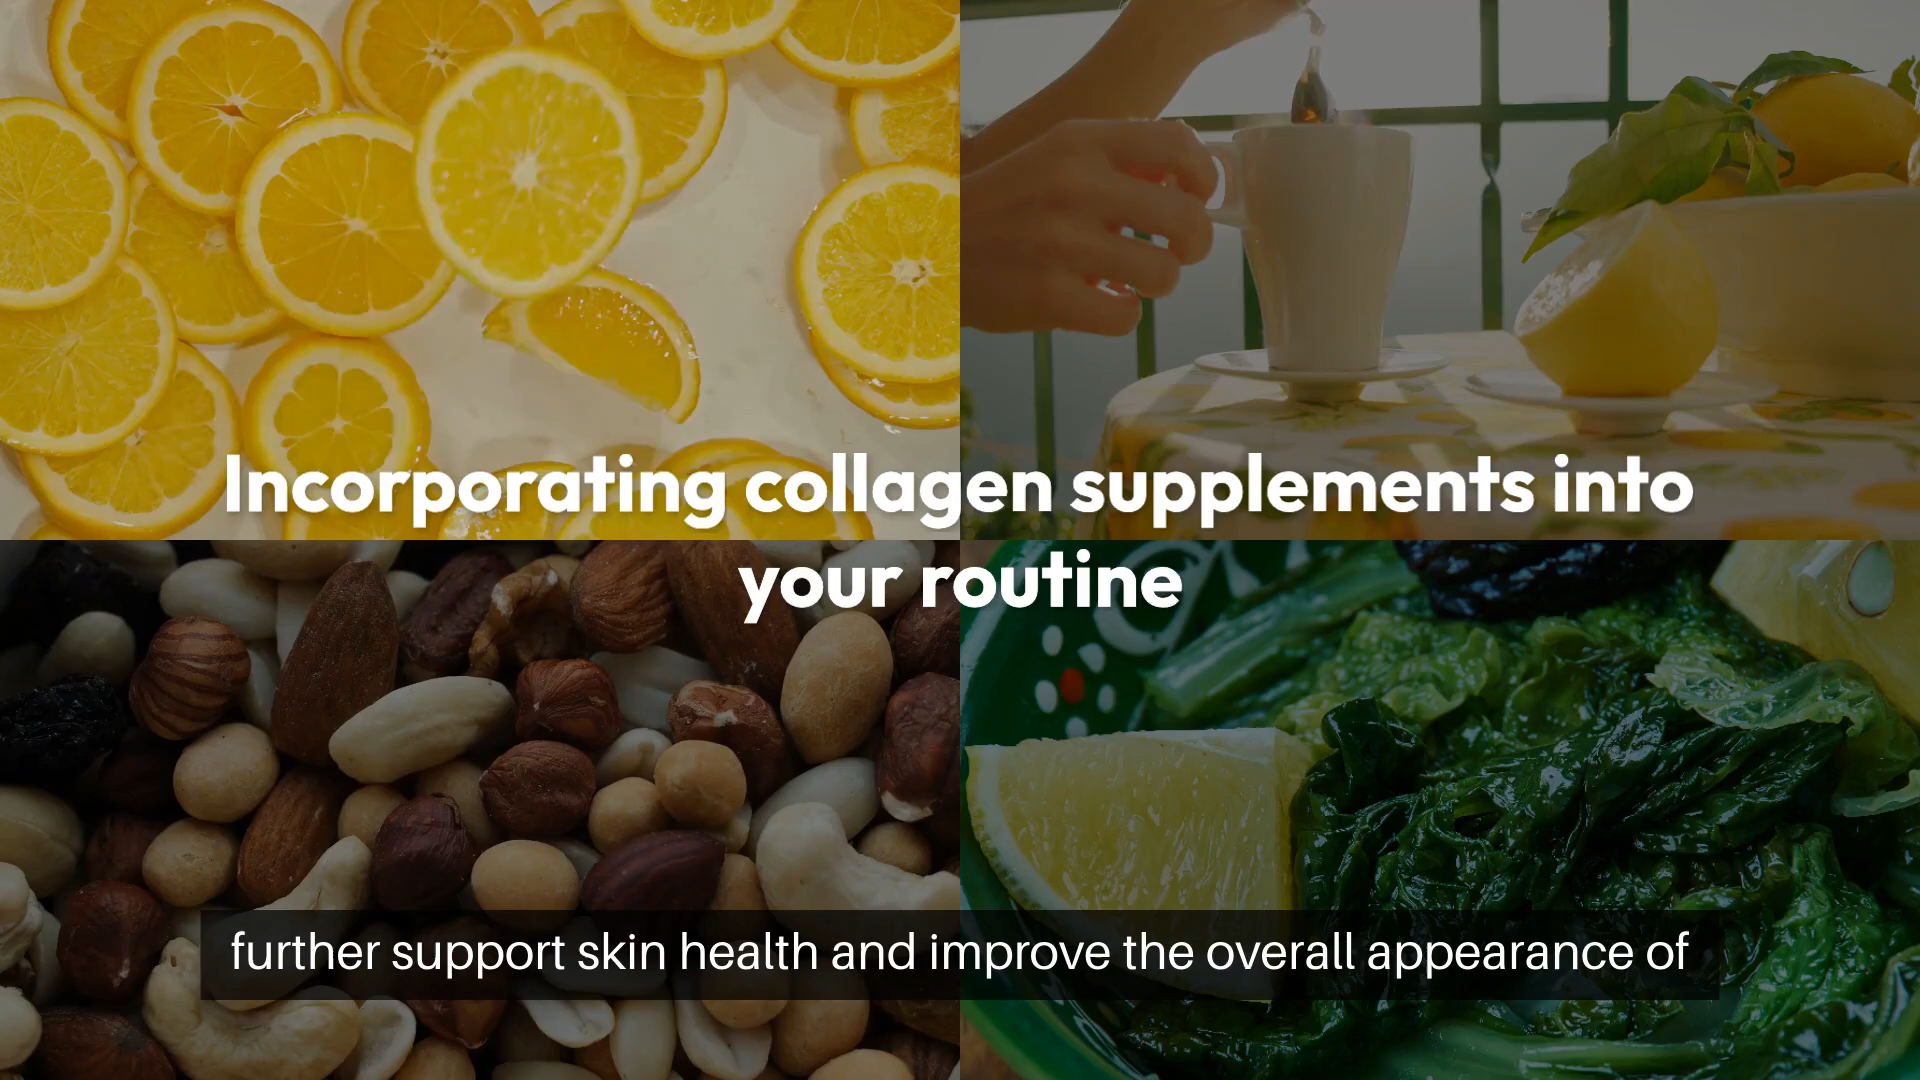 Incorporating collagen supplements into
your routine
further support skin health and improve the overall appearance of